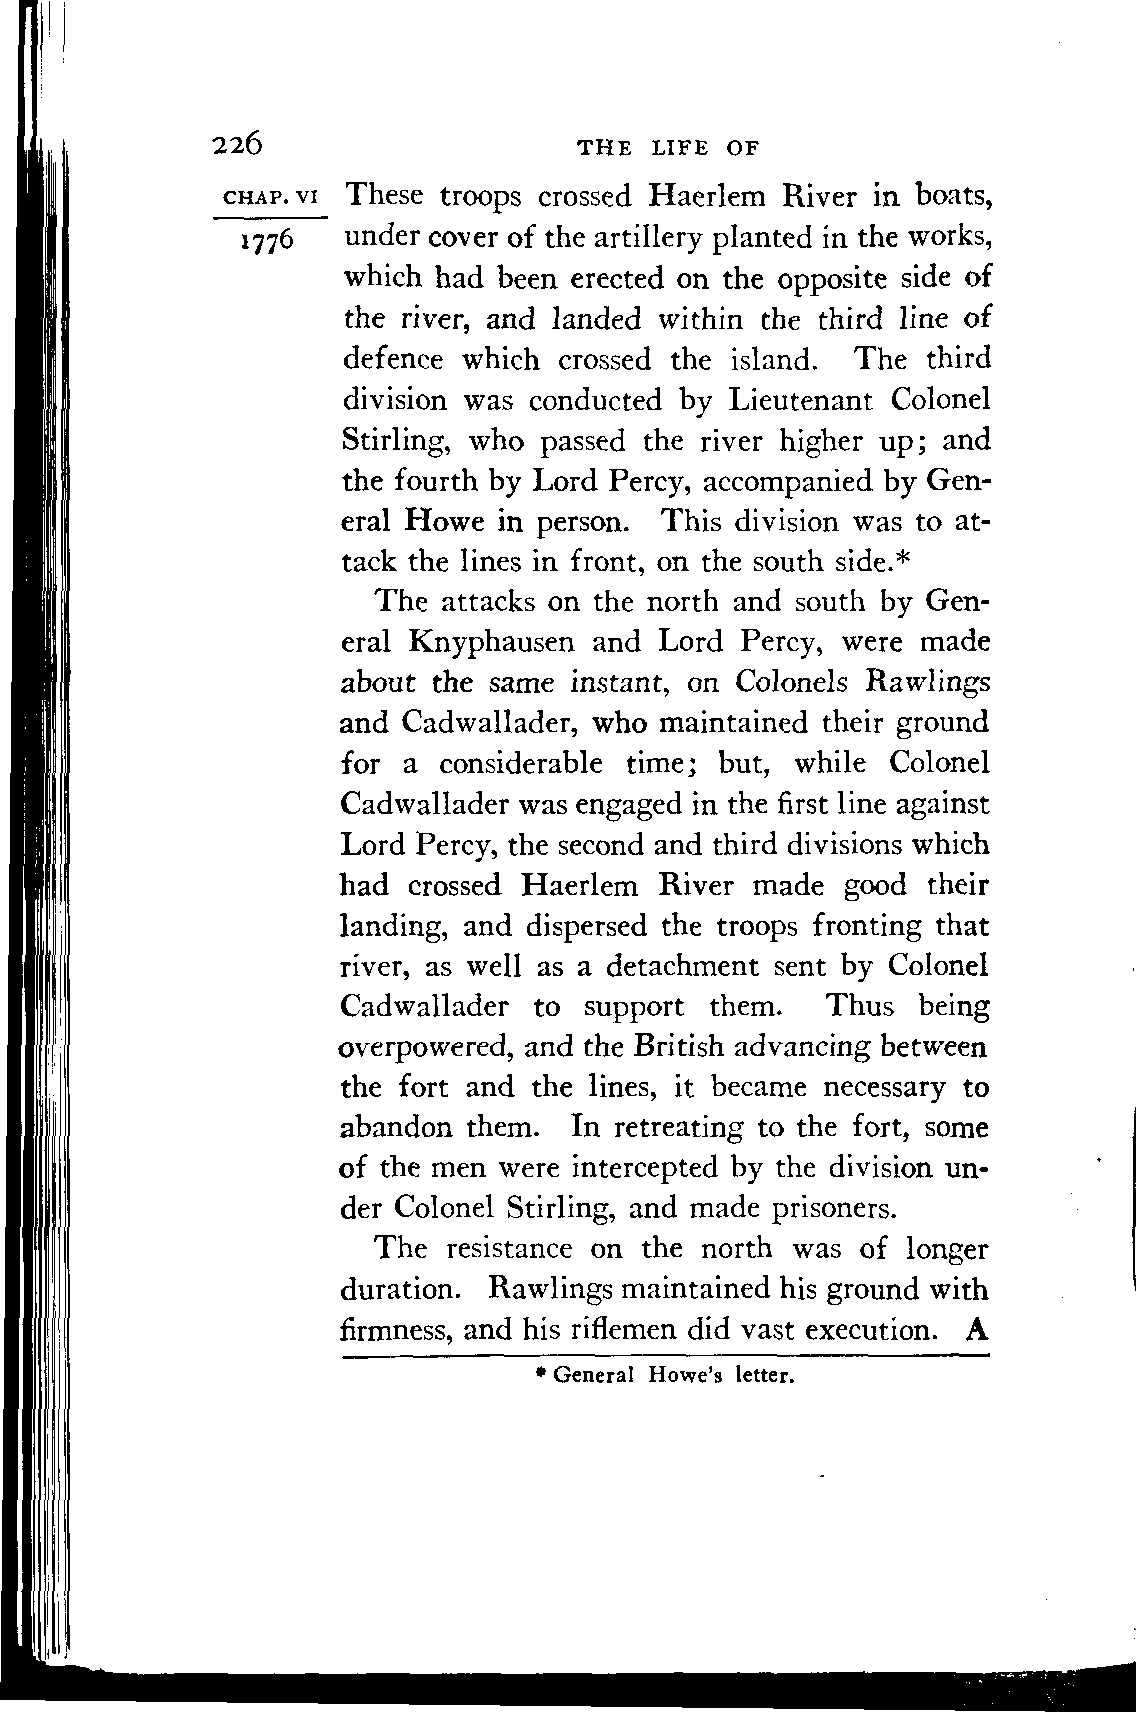 226 THE LIFE OF
CHAP. VI These troops crossed Haerlem River in boats,
1776 under cover of the artillery planted in the works,
which had been erected on the opposite side of
the river, and landed within the third line of
defence which crossed the island. The third
division was conducted by Lieutenant Colonel
Stirling, who passed the river higher up; and
the fourth by Lord Percy, accompanied by Gen-
eral Howe in person. This division was to at-
tack the lines in front, on the south side.*
The attacks on the north and south by Gen-
eral Knyphausen and Lord Percy, were made
about the same instant, on Colonels Rawlings
and Cadwallader, who maintained their ground
for a considerable time; but, while Colonel
Cadwallader was engaged in the first line against
Lord Percy, the second and third divisions which
had crossed Haerlem River made good their
landing, and dispersed the troops fronting that
river, as well as a detachment sent by Colonel
Cadwallader to support them. Thus being
overpowered, and the British advancing between
the fort and the lines, it became necessary to
abandon them. In retreating to the fort, some
of the men were intercepted by the division un-
der Colonel Stirling, and made prisoners.
The resistance on the north was of longer
duration. Rawlings maintained his ground with
firmness, and his riflemen did vast execution. A
* General Howe's letter.